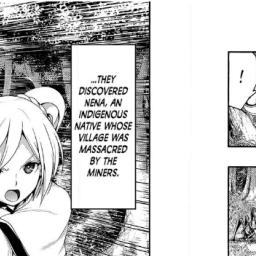 ...THEY
DISCOVERED
NENA, AN
INDIGENOUS
NATIVE WHOSE
VILLAGE WAS
MASSACRED
BY THE
MINERS.
!